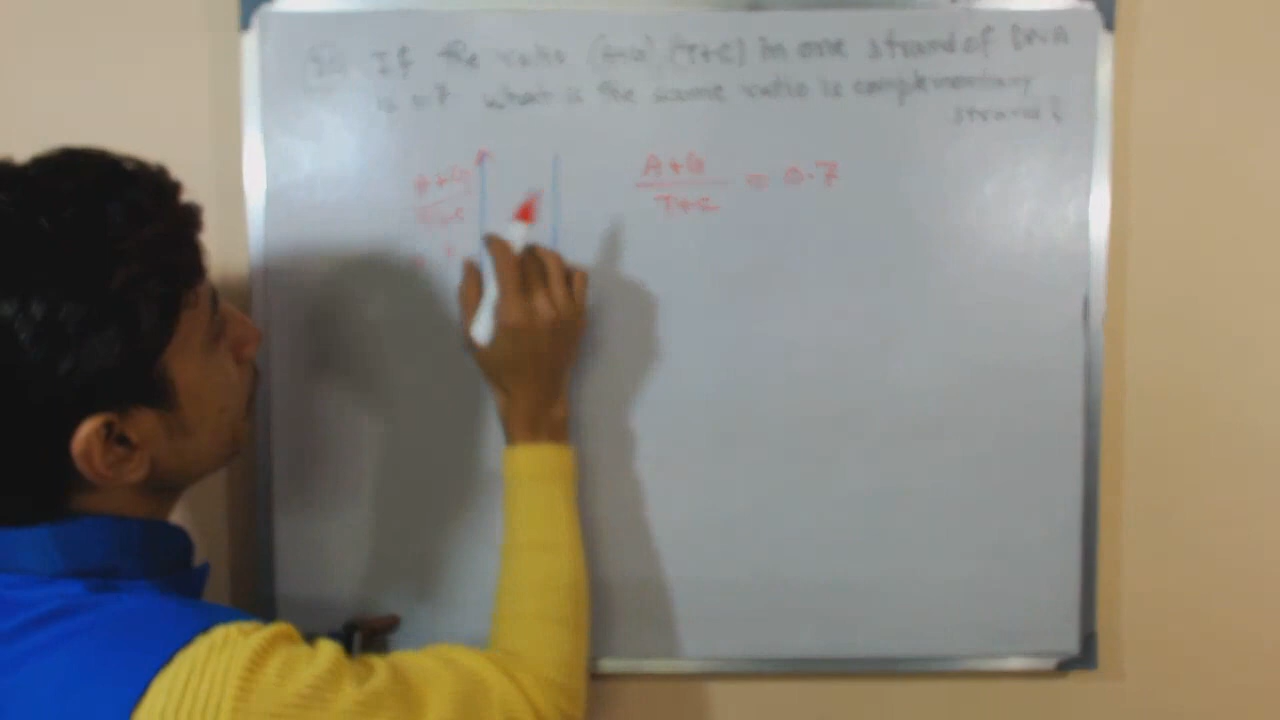 If the ratio (A+G) / (T+C) in one strand of DNA
is 0.7 what is the same ratio is complementary
strand?
A+G
T+C
A+G
T+C
= 0.7